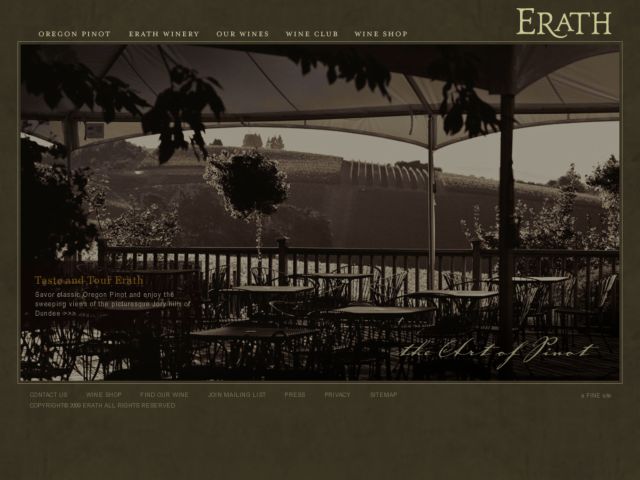 ERATH
OREGON PINOT ERATH WINERY OUR WINES WINE CLUB WINE SHOP
Taste and Tour Erath
Savor classic Oregon Pinot and enjoy the
sweeping views of the picturesque Jory hills of
Dundee >>>
the Art of Pinot
CONTACT US WINE SHOP FIND OUR WINE JOIN MAILING LIST PRESS PRIVACY SITEMAP
a FINE site
COPYRIGHT© 2009 ERATH ALL RIGHTS RESERVED